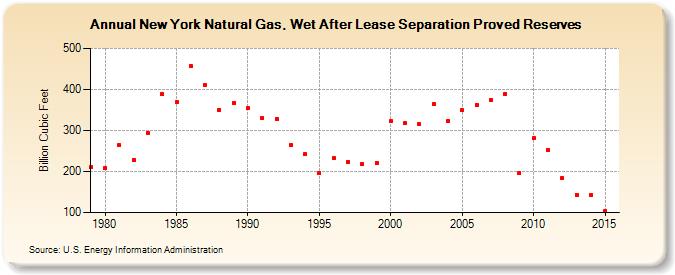 Annual New York Natural Gas, Wet After Lease Separation Proved Reserves
Billion Cubic Feet
500
400
300
200
100
1980 1985 1990 1995 2000 2005 2010 2015
Source: U.S. Energy Information Administration